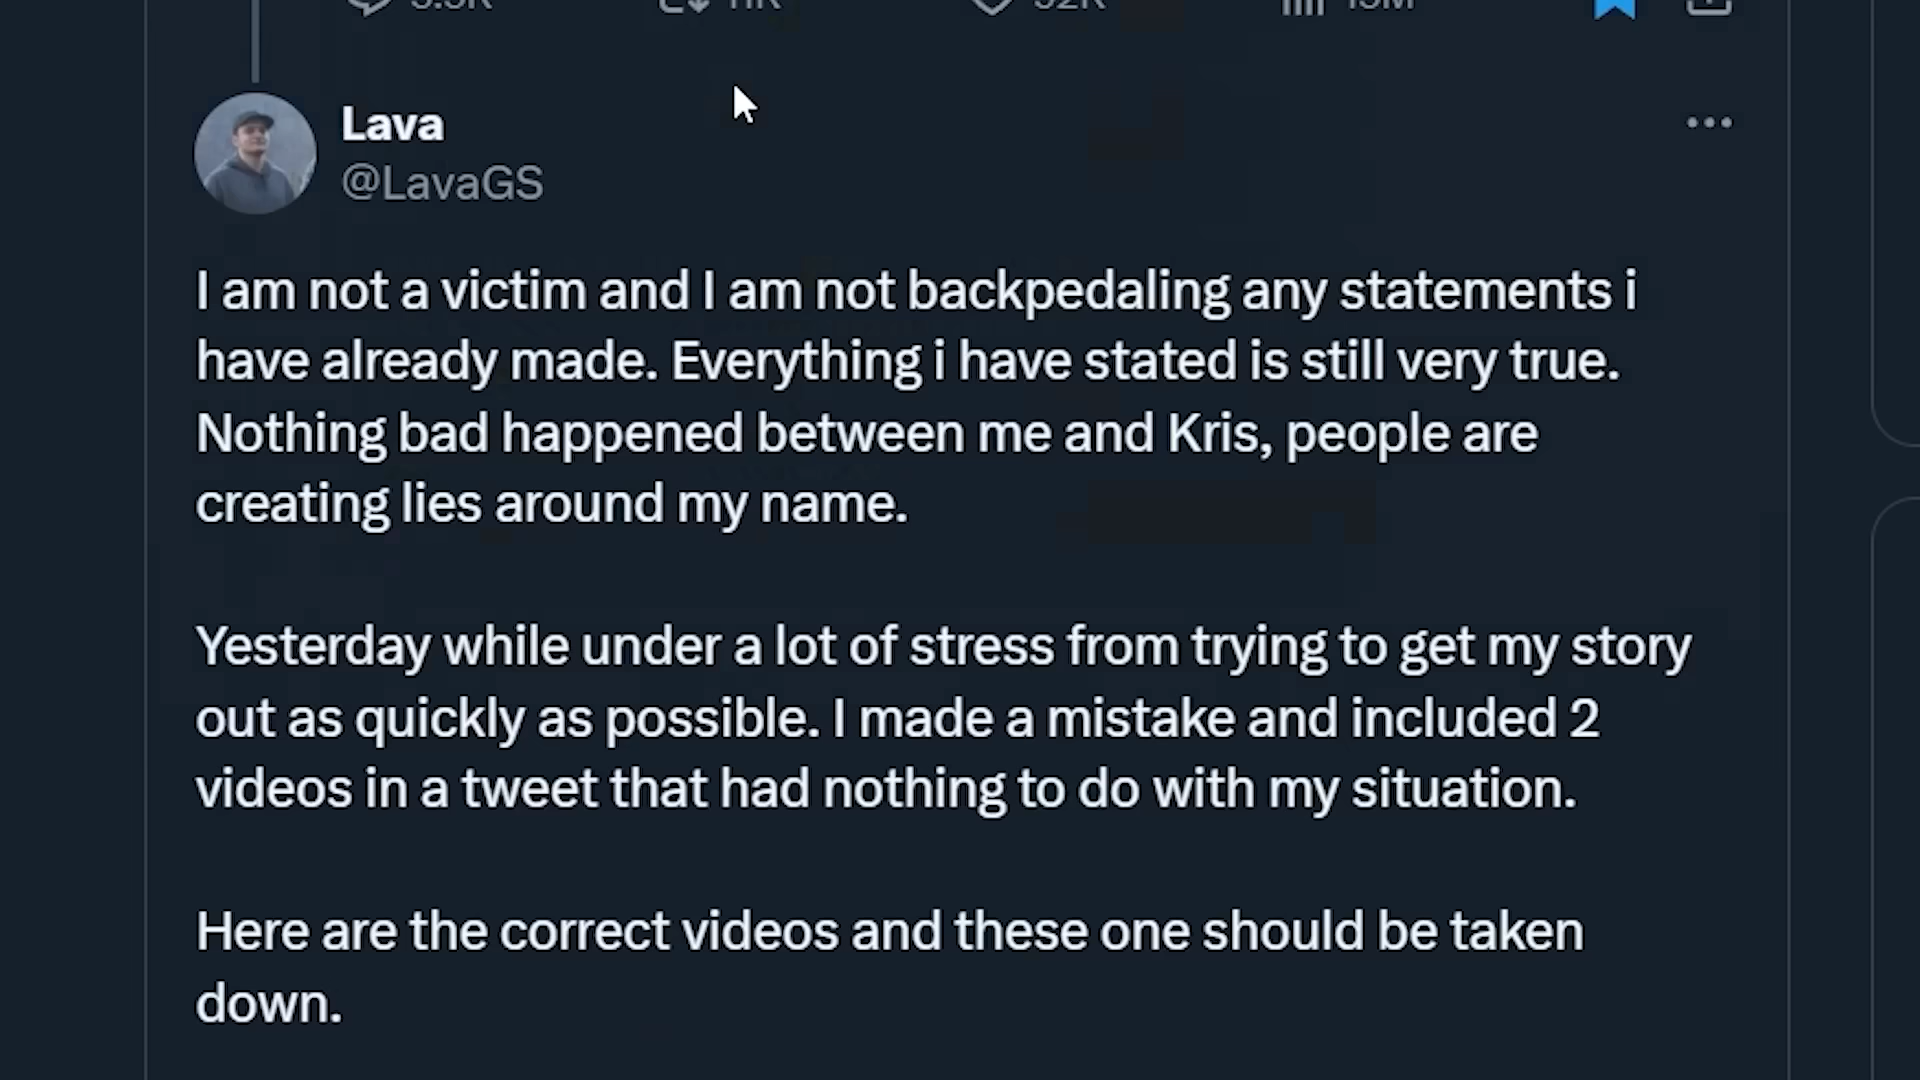 Lava
@LavaGS
I am not a victim and I am not backpedaling any statements i
have already made. Everything i have stated is still very true.
Nothing bad happened between me and Kris, people are
creating lies around my name.
Yesterday while under a lot of stress from trying to get my story
out as quickly as possible. I made a mistake and included 2
videos in a tweet that had nothing to do with my situation.
Here are the correct videos and these one should be taken
down.